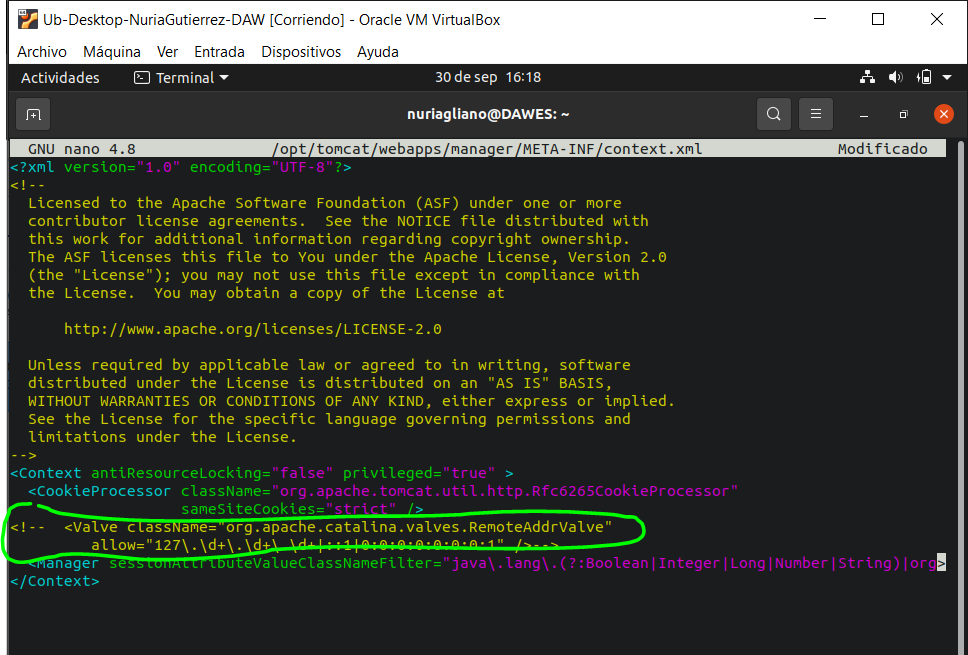 Ub-Desktop-NuriaGutierrez-DAW [Corriendo] - Oracle VM VirtualBox
Archivo Máquina Ver Entrada Dispositivos Ayuda
Actividades Terminal 30 de sep 16:18
nuriagliano@DAWES: ~
GNU nano 4.8 /opt/tomcat/webapps/manager/META-INF/context.xml Modificado
<?xml version="1.0" encoding="UTF-8"?>
<!--
Licensed to the Apache Software Foundation (ASF) under one or more
contributor license agreements. See the NOTICE file distributed with
this work for additional information regarding copyright ownership.
The ASF licenses this file to You under the Apache License, Version 2.0
(the "License"); you may not use this file except in compliance with
the License. You may obtain a copy of the License at
http://www.apache.org/licenses/LICENSE-2.0
Unless required by applicable law or agreed to in writing, software
distributed under the License is distributed on an "AS IS" BASIS,
WITHOUT WARRANTIES OR CONDITIONS OF ANY KIND, either express or implied.
See the License for the specific language governing permissions and
limitations under the License.
-->
<Context antiResourceLocking="false" privileged="true" >
<CookieProcessor className="org.apache.tomcat.util.http.Rfc6265CookieProcessor"
sameSiteCookies="strict" />
<!-- <Valve className="org.apache.catalina.valves.RemoteAddrValve"
allow="127\.\d+\.\d+\.\d+|::1|0:0:0:0:0:0:0:1" />-->
<Manager sessionAttributeValueClassNameFilter="java\.lang\.(?:Boolean|Integer|Long|Number|String)|org>
</Context>